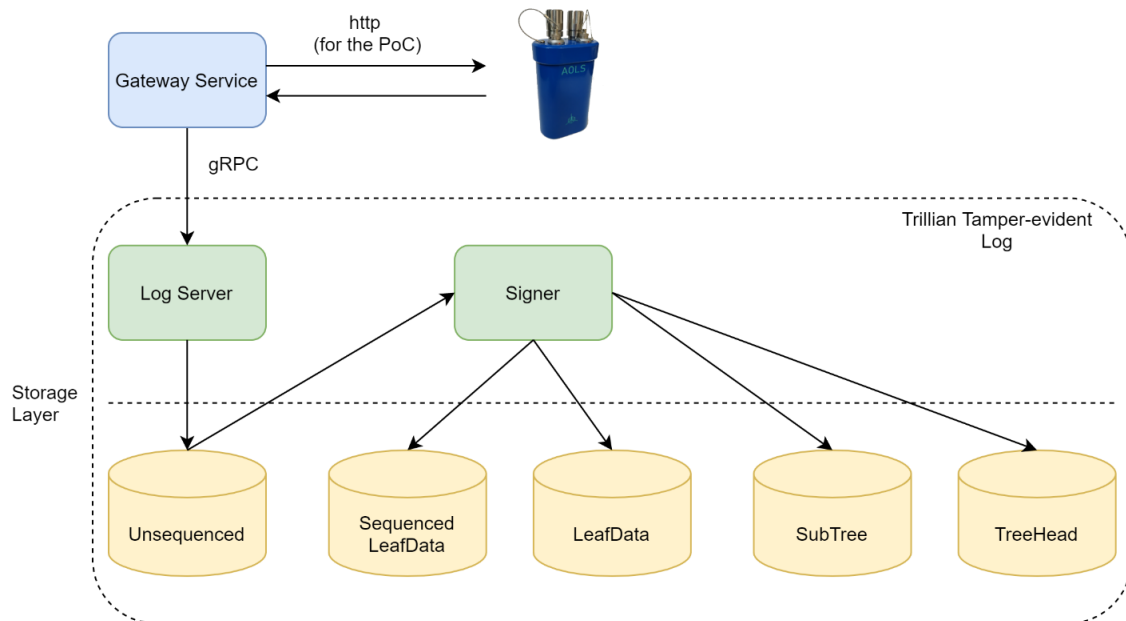 http
(for the PoC)
Gateway Service
AOLS
gRPC
Trillian Tamper-evident
Log
Log Server
Signer
Storage
Layer
Unsequenced
Sequenced
LeafData
LeafData
SubTree
TreeHead